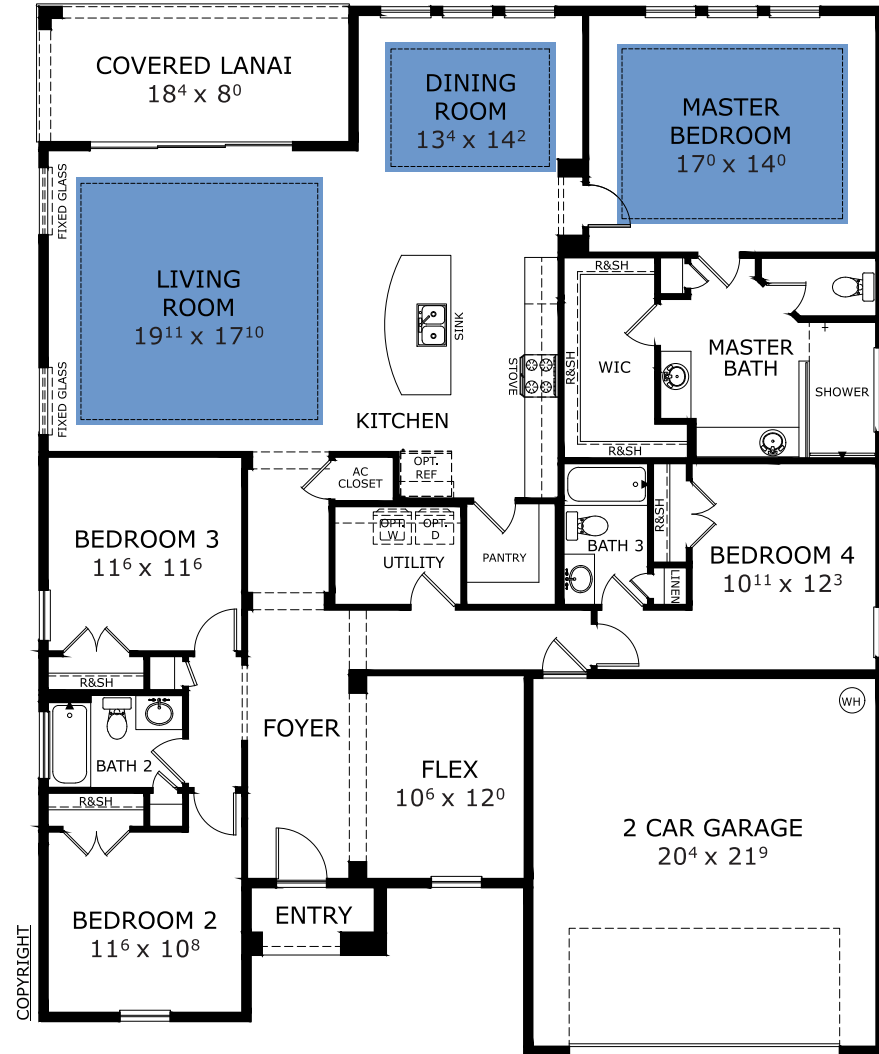 COVERED LANAI
18⁴ x 8⁰
DINING
ROOM
13⁴ x 14²
MASTER
BEDROOM
17⁰ x 14⁰
FIXED GLASS
LIVING
ROOM
19¹¹ x 17¹⁰
SINK
STOVE
FIXED GLASS
KITCHEN
R&SH
R&SH
WIC
R&SH
MASTER
BATH
SHOWER
AC
CLOSET
OPT.
REF
BEDROOM 3
11⁶ x 11⁶
OPT.
W
OPT.
D
UTILITY
PANTRY
BATH 3
R&SH
LINEN
BEDROOM 4
10¹¹ x 12³
R&SH
BATH 2
R&SH
FOYER
FLEX
10⁶ x 12⁰
WH
2 CAR GARAGE
20⁴ x 21⁹
BEDROOM 2
11⁶ x 10⁸
ENTRY
COPYRIGHT